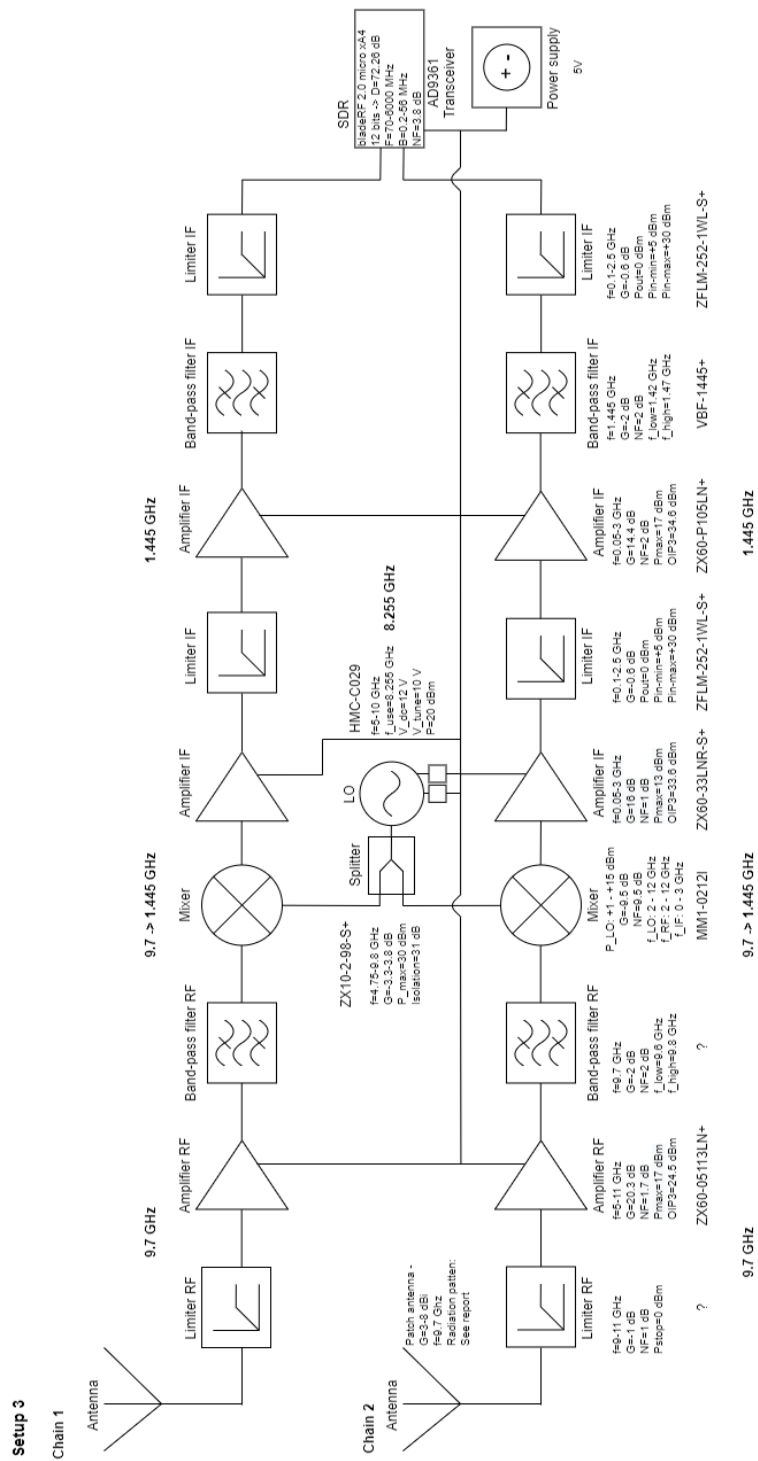 Setup 3
Chain 1
Antenna
Limiter RF
9.7 GHz
Amplifier RF
Band-pass filter RF
9.7 -> 1.445 GHz
Mixer
Amplifier IF
Limiter IF
1.445 GHz
Amplifier IF
Band-pass filter IF
Limiter IF
SDR
bladeRF 2.0 micro xA4
12 bits -> D=72.26 dB
F=70-6000 MHz
B=0.2-56 MHz
NF=3.8 dB
AD9361
Transceiver
+ -
Power supply
5V
ZX10-2-98-S+
f=4.75-9.8 GHz
G=-3.3-3.8 dB
P_max=30 dBm
Isolation=31 dB
Splitter
LO
HMC-C029
f=5-10 GHz
f_use=8.255 GHz
V_dc=12 V
V_tune=10 V
P=20 dBm
8.255 GHz
Chain 2
Antenna
Patch antenna -
G=3-8 dBi
f=9.7 Ghz
Radiation patten:
See report
Limiter RF
f=9-11 GHz
G=-1 dB
NF=1 dB
Pstop=0 dBm
?
Amplifier RF
f=5-11 GHz
G=20.3 dB
NF=1.7 dB
Pmax=17 dBm
OIP3=24.5 dBm
ZX60-05113LN+
Band-pass filter RF
f=9.7 GHz
G=-2 dB
NF=2 dB
f_low=9.6 GHz
f_high=9.8 GHz
?
Mixer
P_LO: +1 - +15 dBm
G=-9.5 dB
NF=9.5 dB
f_LO: 2 - 12 GHz
f_RF: 2 - 12 GHz
f_IF: 0 - 3 GHz
MM1-0212I
Amplifier IF
f=0.05-3 GHz
G=16 dB
NF=1 dB
Pmax=13 dBm
OIP3=33.6 dBm
ZX60-33LNR-S+
Limiter IF
f=0.1-2.5 GHz
G=-0.6 dB
Pout=0 dBm
Pin-min=+5 dBm
Pin-max=+30 dBm
ZFLM-252-1WL-S+
Amplifier IF
f=0.05-3 GHz
G=14.4 dB
NF=2 dB
Pmax=17 dBm
OIP3=34.6 dBm
ZX60-P105LN+
Band-pass filter IF
f=1.445 GHz
G=-2 dB
NF=2 dB
f_low=1.42 GHz
f_high=1.47 GHz
VBF-1445+
Limiter IF
f=0.1-2.5 GHz
G=-0.6 dB
Pout=0 dBm
Pin-min=+5 dBm
Pin-max=+30 dBm
ZFLM-252-1WL-S+
9.7 GHz
9.7 -> 1.445 GHz
1.445 GHz